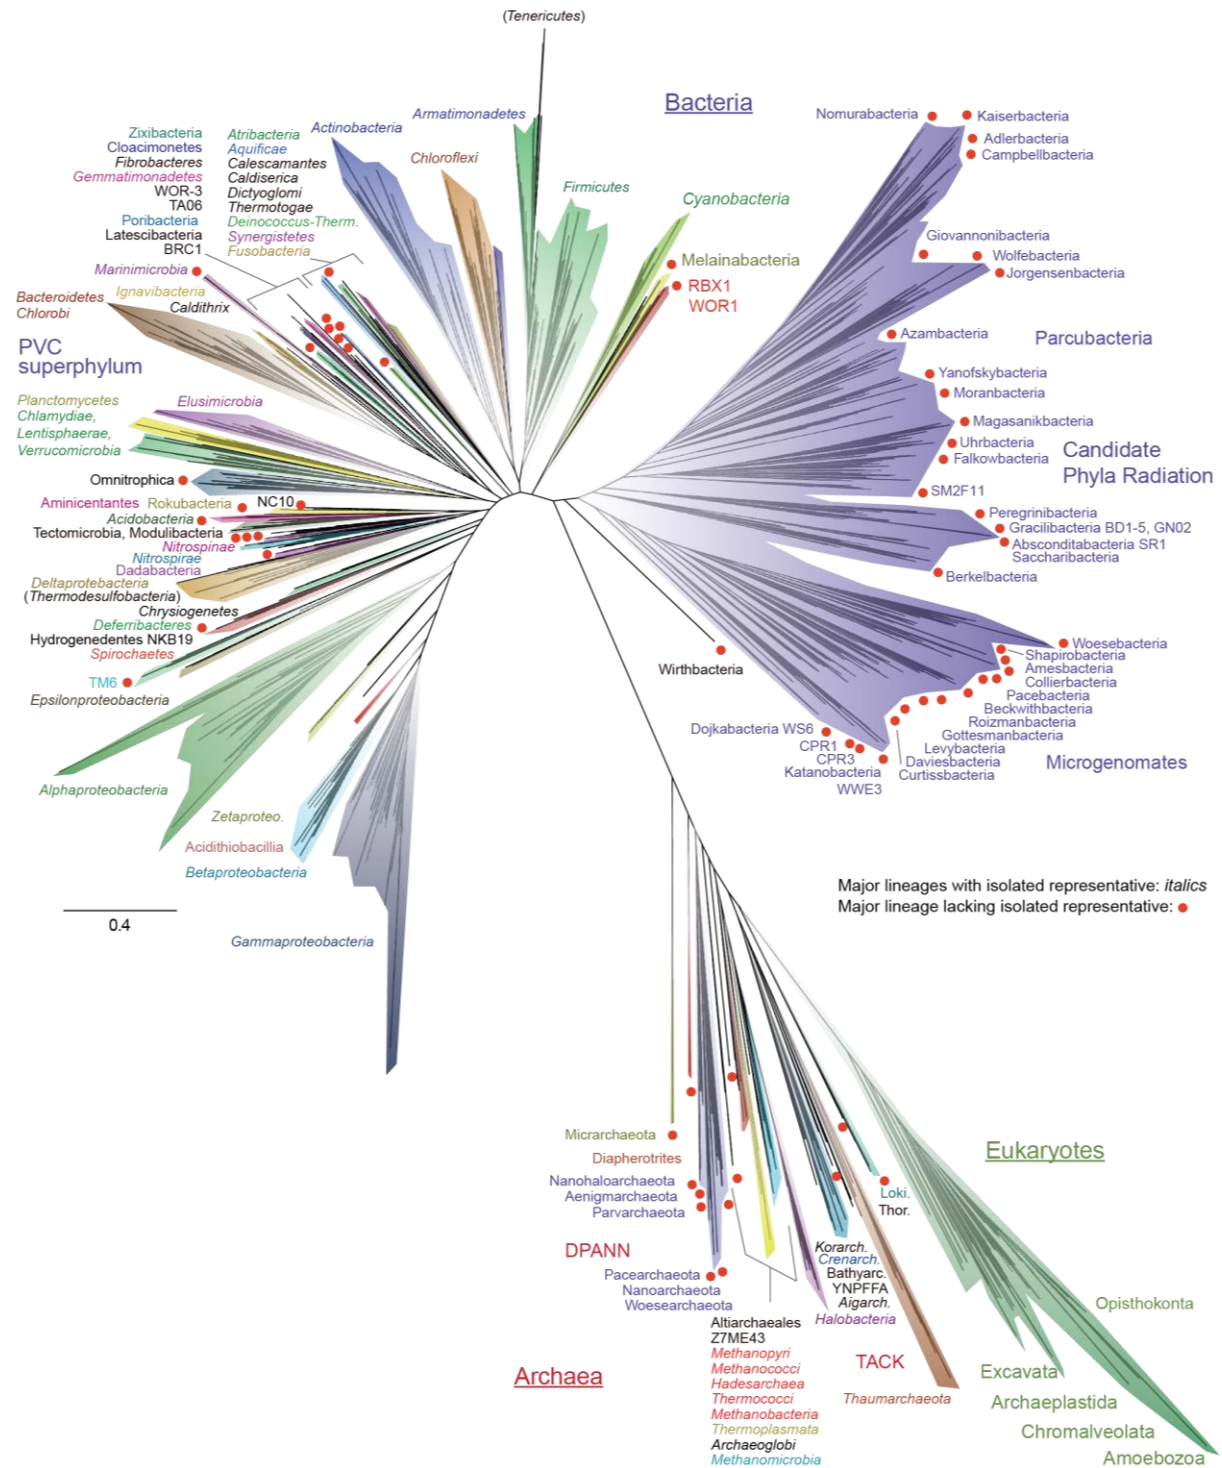 (Tenericutes)
Bacteria
Armatimonadetes
Actinobacteria
Chloroflexi
Firmicutes
Cyanobacteria
Melainabacteria
RBX1
WOR1
Zixibacteria
Cloacimonetes
Fibrobacteres
Gemmatimonadetes
WOR-3
TA06
Poribacteria
Latescibacteria
BRC1
Atribacteria
Aquificae
Calescamantes
Caldiserica
Dictyoglomi
Thermotogae
Deinococcus-Therm.
Synergistetes
Fusobacteria
Marinimicrobia
Ignavibacteria
Bacteroidetes
Chlorobi
Caldithrix
PVC
superphylum
Planctomycetes
Chlamydiae,
Lentisphaerae,
Verrucomicrobia
Elusimicrobia
Omnitrophica
Aminicentantes
Rokubacteria
NC10
Acidobacteria
Tectomicrobia, Modulibacteria
Nitrospinae
Nitrospirae
Dadabacteria
Deltaprotebacteria
(Thermodesulfobacteria)
Chrysiogenetes
Deferribacteres
Hydrogenedentes NKB19
Spirochaetes
TM6
Epsilonproteobacteria
Alphaproteobacteria
Zetaproteo.
Acidithiobacillia
Betaproteobacteria
Gammaproteobacteria
0.4
Nomurabacteria
Kaiserbacteria
Adlerbacteria
Campbellbacteria
Giovannonibacteria
Wolfebacteria
Jorgensenbacteria
Azambacteria
Parcubacteria
Yanofskybacteria
Moranbacteria
Magasanikbacteria
Uhrbacteria
Falkowbacteria
Candidate
Phyla Radiation
SM2F11
Peregrinibacteria
Gracilibacteria BD1-5, GN02
Absconditabacteria SR1
Saccharibacteria
Berkelbacteria
Woesebacteria
Shapirobacteria
Amesbacteria
Collierbacteria
Pacebacteria
Beckwithbacteria
Roizmanbacteria
Gottesmanbacteria
Levybacteria
Daviesbacteria
Curtissbacteria
Microgenomates
Wirthbacteria
Dojkabacteria WS6
CPR1
CPR3
Katanobacteria
WWE3
Major lineages with isolated representative: italics
Major lineage lacking isolated representative:
Micrarchaeota
Diapherotrites
Nanohaloarchaeota
Aenigmarchaeota
Parvarchaeota
DPANN
Pacearchaeota
Nanoarchaeota
Woesearchaeota
Archaea
Altiarchaeales
Z7ME43
Methanopyri
Methanococci
Hadesarchaea
Thermococci
Methanobacteria
Thermoplasmata
Archaeoglobi
Methanomicrobia
Korarch.
Crenarch.
Bathyarc.
YNPFFA
Aigarch.
Halobacteria
TACK
Thaumarchaeota
Loki.
Thor.
Eukaryotes
Opisthokonta
Excavata
Archaeplastida
Chromalveolata
Amoebozoa